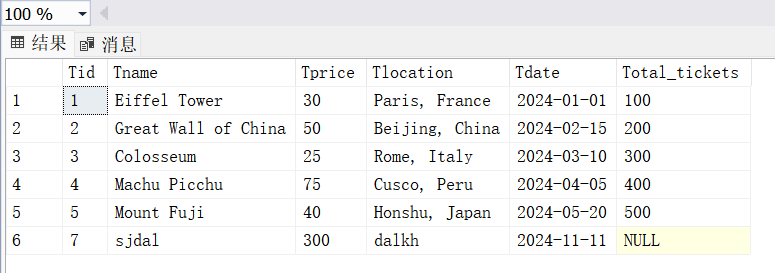 100 %
结果 消息
Tid Tname Tprice Tlocation Tdate Total_tickets
1 1 Eiffel Tower 30 Paris, France 2024-01-01 100
2 2 Great Wall of China 50 Beijing, China 2024-02-15 200
3 3 Colosseum 25 Rome, Italy 2024-03-10 300
4 4 Machu Picchu 75 Cusco, Peru 2024-04-05 400
5 5 Mount Fuji 40 Honshu, Japan 2024-05-20 500
6 7 sjdal 300 dalkh 2024-11-11 NULL